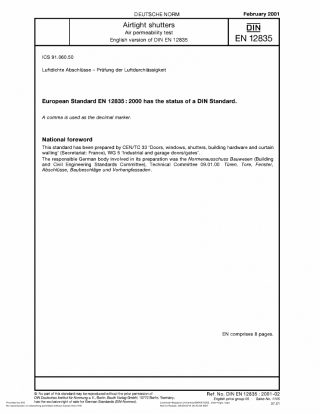 DEUTSCHE NORM
February 2001
Airtight shutters
Air permeability test
English version of DIN EN 12835
DIN
EN 12835
ICS 91.060.50
Luftdichte Abschlüsse – Prüfung der Luftdurchlässigkeit
European Standard EN 12835 : 2000 has the status of a DIN Standard.
A comma is used as the decimal marker.
National foreword
This standard has been prepared by CEN/TC 33 'Doors, windows, shutters, building hardware and curtain
walling' (Secretariat: France), WG 5 'Industrial and garage doors/gates'.
The responsible German body involved in its preparation was the Normenausschuss Bauwesen (Building
and Civil Engineering Standards Committee), Technical Committee 09.01.00 Türen, Tore, Fenster,
Abschlüsse, Baubeschläge und Vorhangfassaden.
EN comprises 8 pages.
© No part of this standard may be reproduced without the prior permission of
DIN Deutsches Institut für Normung e.V., Berlin. Beuth Verlag GmbH, 10772 Berlin, Germany,
has the exclusive right of sale for German Standards (DIN-Normen).
Ref. No. DIN EN 12835 : 2001-02
English price group 05 Sales No.